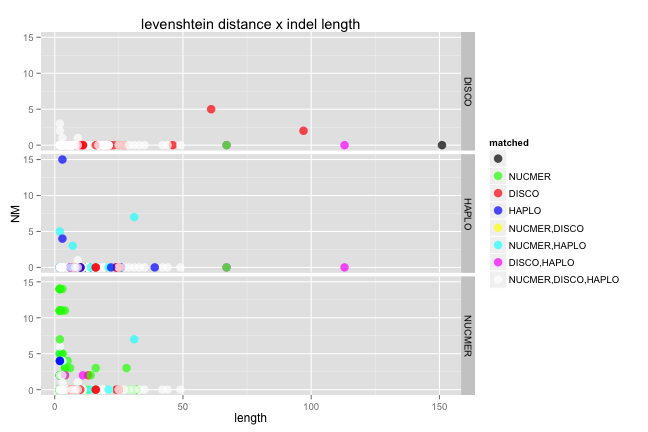 levenshtein distance x indel length
NM
15
10
5
0
DISCO
15
10
5
0
HAPLO
15
10
5
0
NUCMER
0
50
100
150
length
matched
NUCMER
DISCO
HAPLO
NUCMER,DISCO
NUCMER,HAPLO
DISCO,HAPLO
NUCMER,DISCO,HAPLO